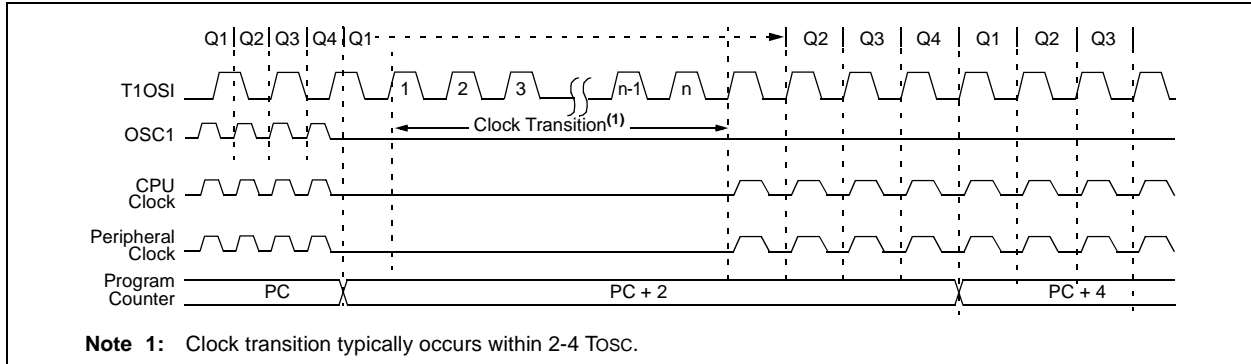 Q1 Q2 Q3 Q4 Q1 Q2 Q3 Q4 Q1 Q2 Q3
T1OSI 1 2 3 n-1 n
Clock Transition(1)
OSC1
CPU
Clock
Peripheral
Clock
Program
Counter
PC PC + 2 PC + 4
Note 1: Clock transition typically occurs within 2-4 TOSC.